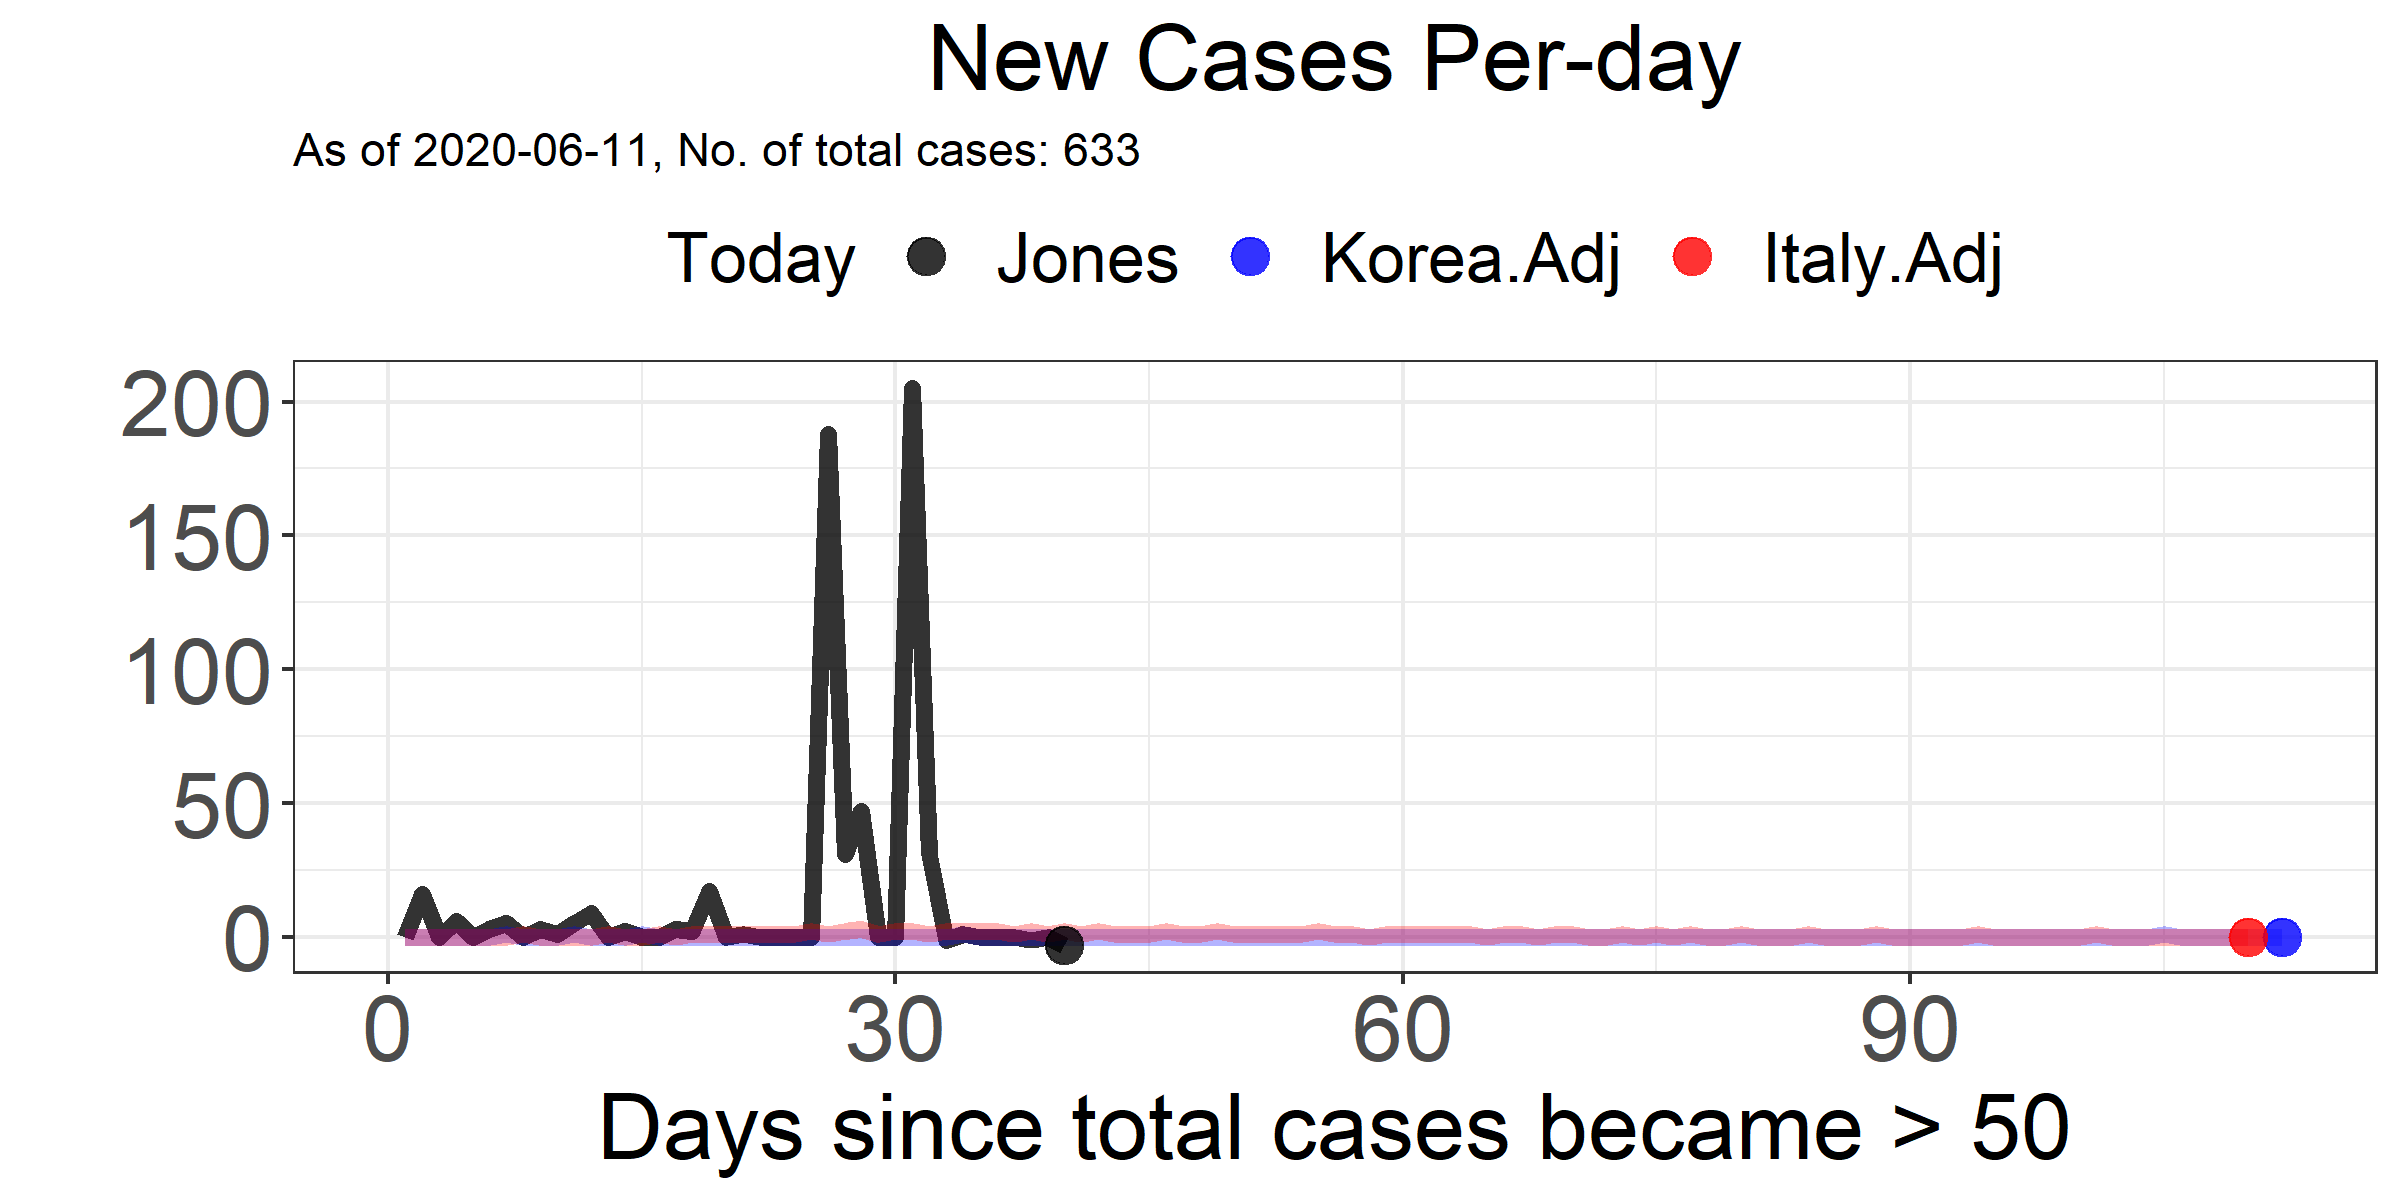 New Cases Per-day
As of 2020-06-11, No. of total cases: 633
Today Jones Korea.Adj Italy.Adj
200
150
100
50
0
0 30 60 90
Days since total cases became > 50